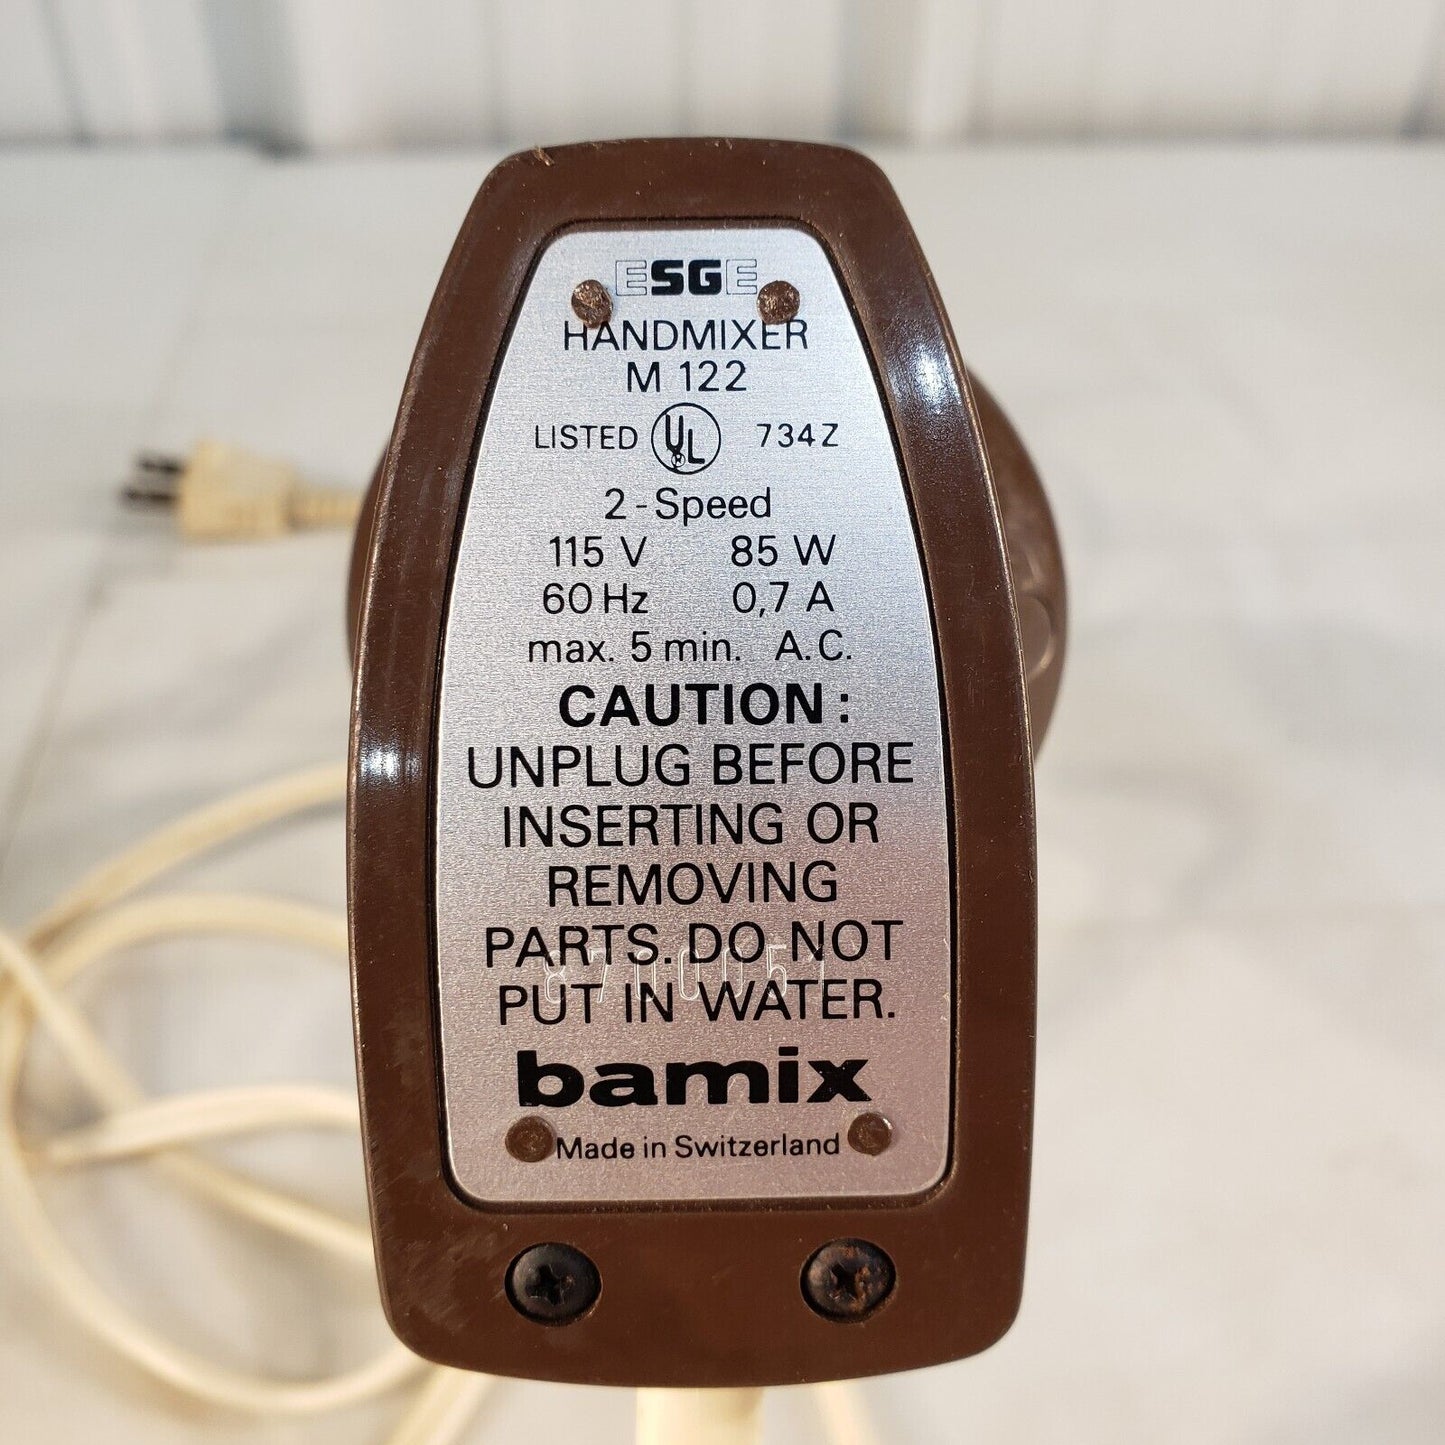 ESGE
HANDMIXER
M 122
LISTED UL 734Z
2-Speed
115 V 85 W
60 Hz 0,7 A
max. 5 min. A.C.
CAUTION:
UNPLUG BEFORE
INSERTING OR
REMOVING
PARTS. DO NOT
PUT IN WATER.
bamix
Made in Switzerland